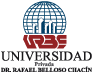 URBE
UNIVERSIDAD
Privada
DR. RAFAEL BELLOSO CHACÍN